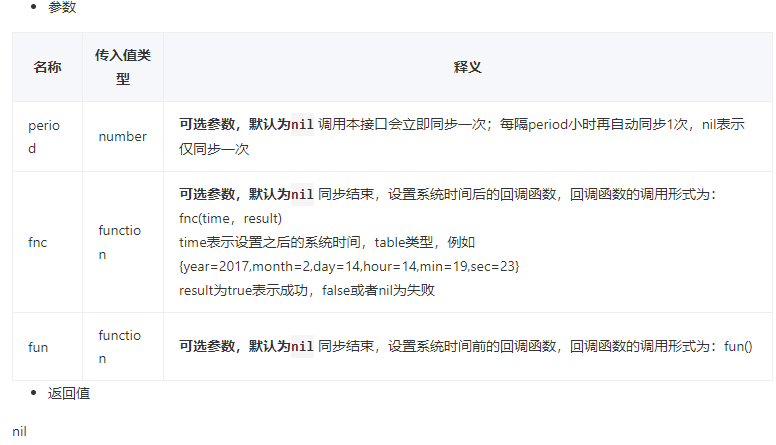 参数
名称
传入值类
型
释义
perio
d
number
可选参数，默认为nil 调用本接口会立即同步一次；每隔period小时再自动同步1次，nil表示
仅同步一次
fnc
functio
n
可选参数，默认为nil 同步结束，设置系统时间后的回调函数，回调函数的调用形式为：
fnc(time，result)
time表示设置之后的系统时间，table类型，例如
{year=2017,month=2,day=14,hour=14,min=19,sec=23}
result为true表示成功，false或者nil为失败
fun
functio
n
可选参数，默认为nil 同步结束，设置系统时间前的回调函数，回调函数的调用形式为：fun()
返回值
nil